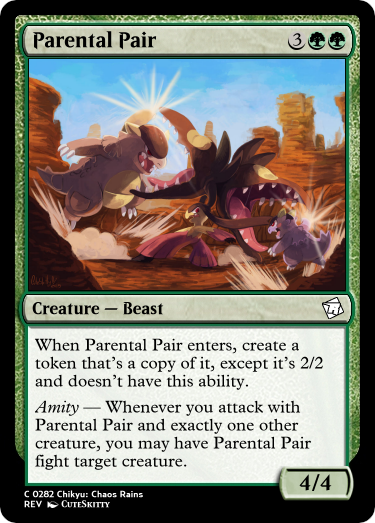 Parental Pair 3
Creature — Beast
When Parental Pair enters, create a
token that's a copy of it, except it's 2/2
and doesn't have this ability.
Amity — Whenever you attack with
Parental Pair and exactly one other
creature, you may have Parental Pair
fight target creature.
4/4
C 0282 Chikyu: Chaos Rains
REV CuteSkitty